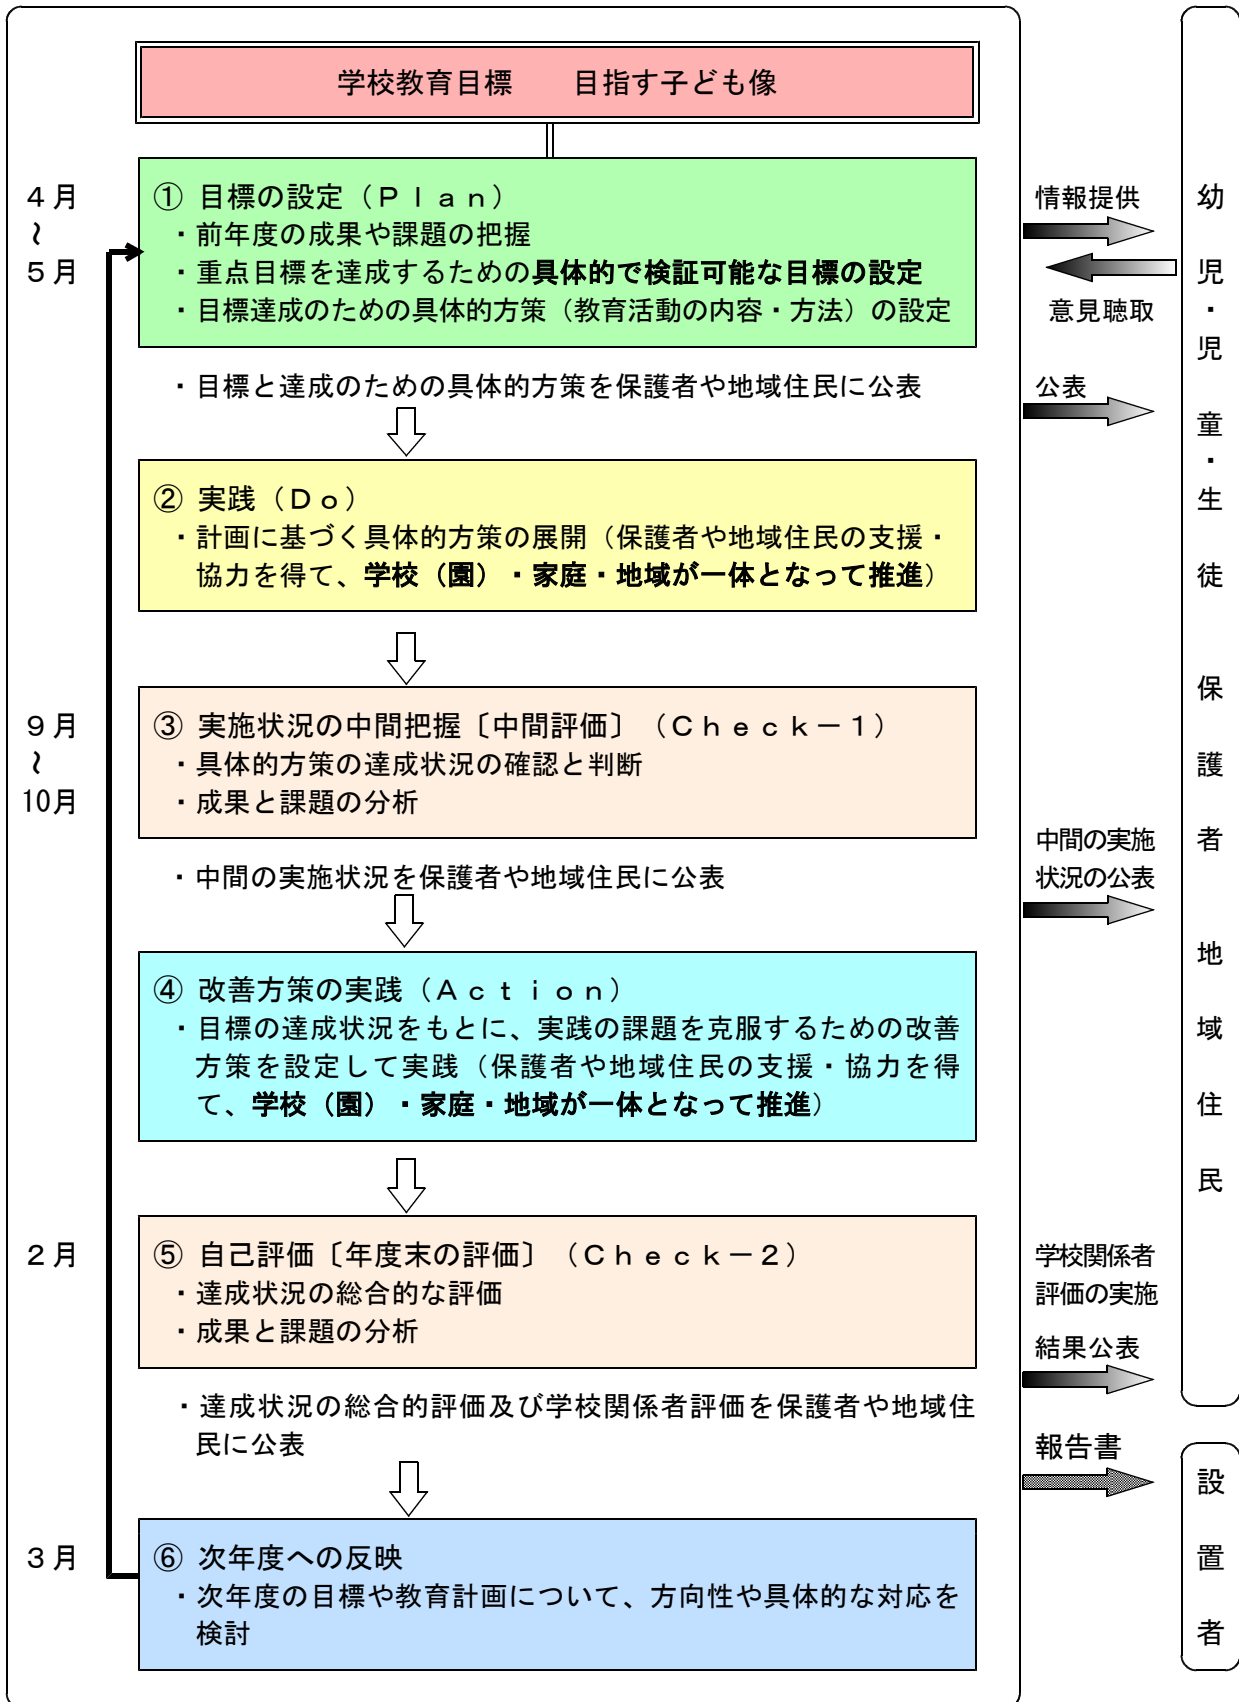 学校教育目標　　目指す子ども像
４月
～
５月
① 目標の設定（Ｐｌａｎ）
・前年度の成果や課題の把握
・重点目標を達成するための具体的で検証可能な目標の設定
・目標達成のための具体的方策（教育活動の内容・方法）の設定
・目標と達成のための具体的方策を保護者や地域住民に公表
② 実践（Ｄｏ）
・計画に基づく具体的方策の展開（保護者や地域住民の支援・
協力を得て、学校（園）・家庭・地域が一体となって推進）
９月
～
10月
③ 実施状況の中間把握〔中間評価〕（Ｃｈｅｃｋ－１）
・具体的方策の達成状況の確認と判断
・成果と課題の分析
・中間の実施状況を保護者や地域住民に公表
④ 改善方策の実践（Ａｃｔｉｏｎ）
・目標の達成状況をもとに、実践の課題を克服するための改善
方策を設定して実践（保護者や地域住民の支援・協力を得
て、学校（園）・家庭・地域が一体となって推進）
２月
⑤ 自己評価〔年度末の評価〕（Ｃｈｅｃｋ－２）
・達成状況の総合的な評価
・成果と課題の分析
・達成状況の総合的評価及び学校関係者評価を保護者や地域住
民に公表
３月
⑥ 次年度への反映
・次年度の目標や教育計画について、方向性や具体的な対応を
検討
情報提供
意見聴取
公表
中間の実施
状況の公表
学校関係者
評価の実施
結果公表
報告書
幼児・児童・生徒　保護者　地域住民
設置者